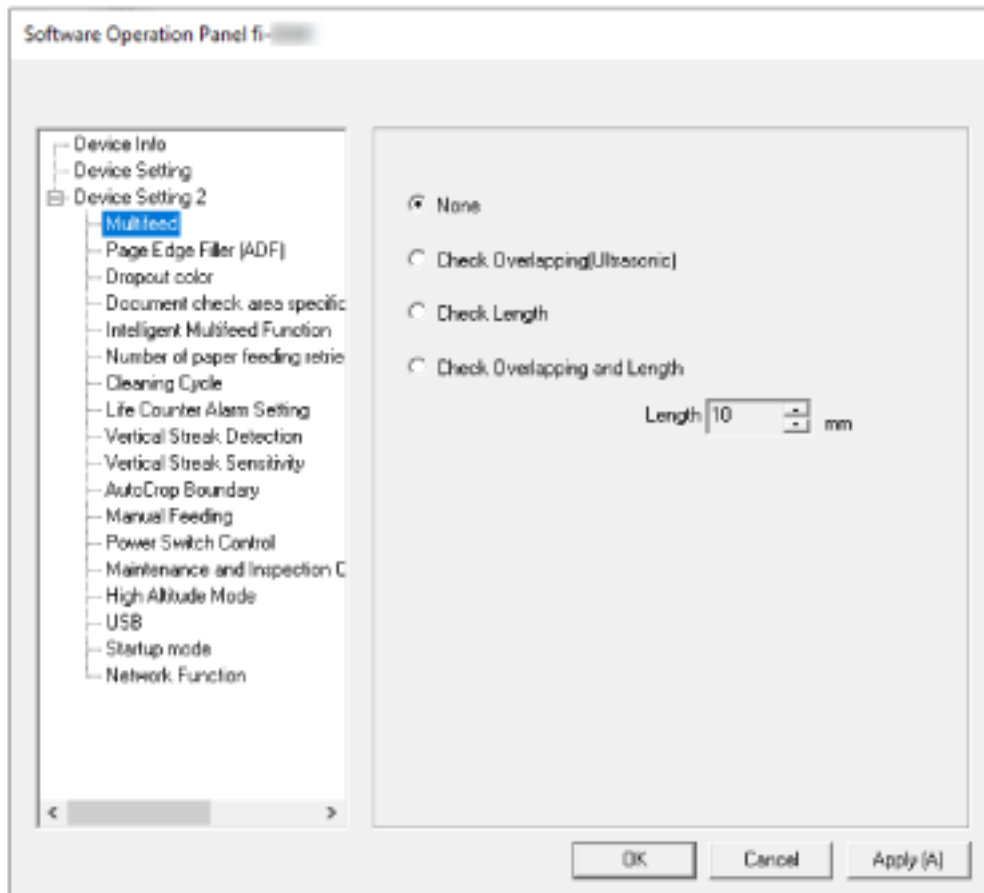 Software Operation Panel fi-
Device Info
Device Setting
Device Setting 2
Multifeed
Page Edge Filler (ADF)
Dropout color
Document check area specific
Intelligent Multifeed Function
Number of paper feeding retrie
Cleaning Cycle
Life Counter Alarm Setting
Vertical Streak Detection
Vertical Streak Sensitivity
AutoCrop Boundary
Manual Feeding
Power Switch Control
Maintenance and Inspection C
High Altitude Mode
USB
Startup mode
Network Function
None
Check Overlapping(Ultrasonic)
Check Length
Check Overlapping and Length
Length 10 mm
OK Cancel Apply (A)